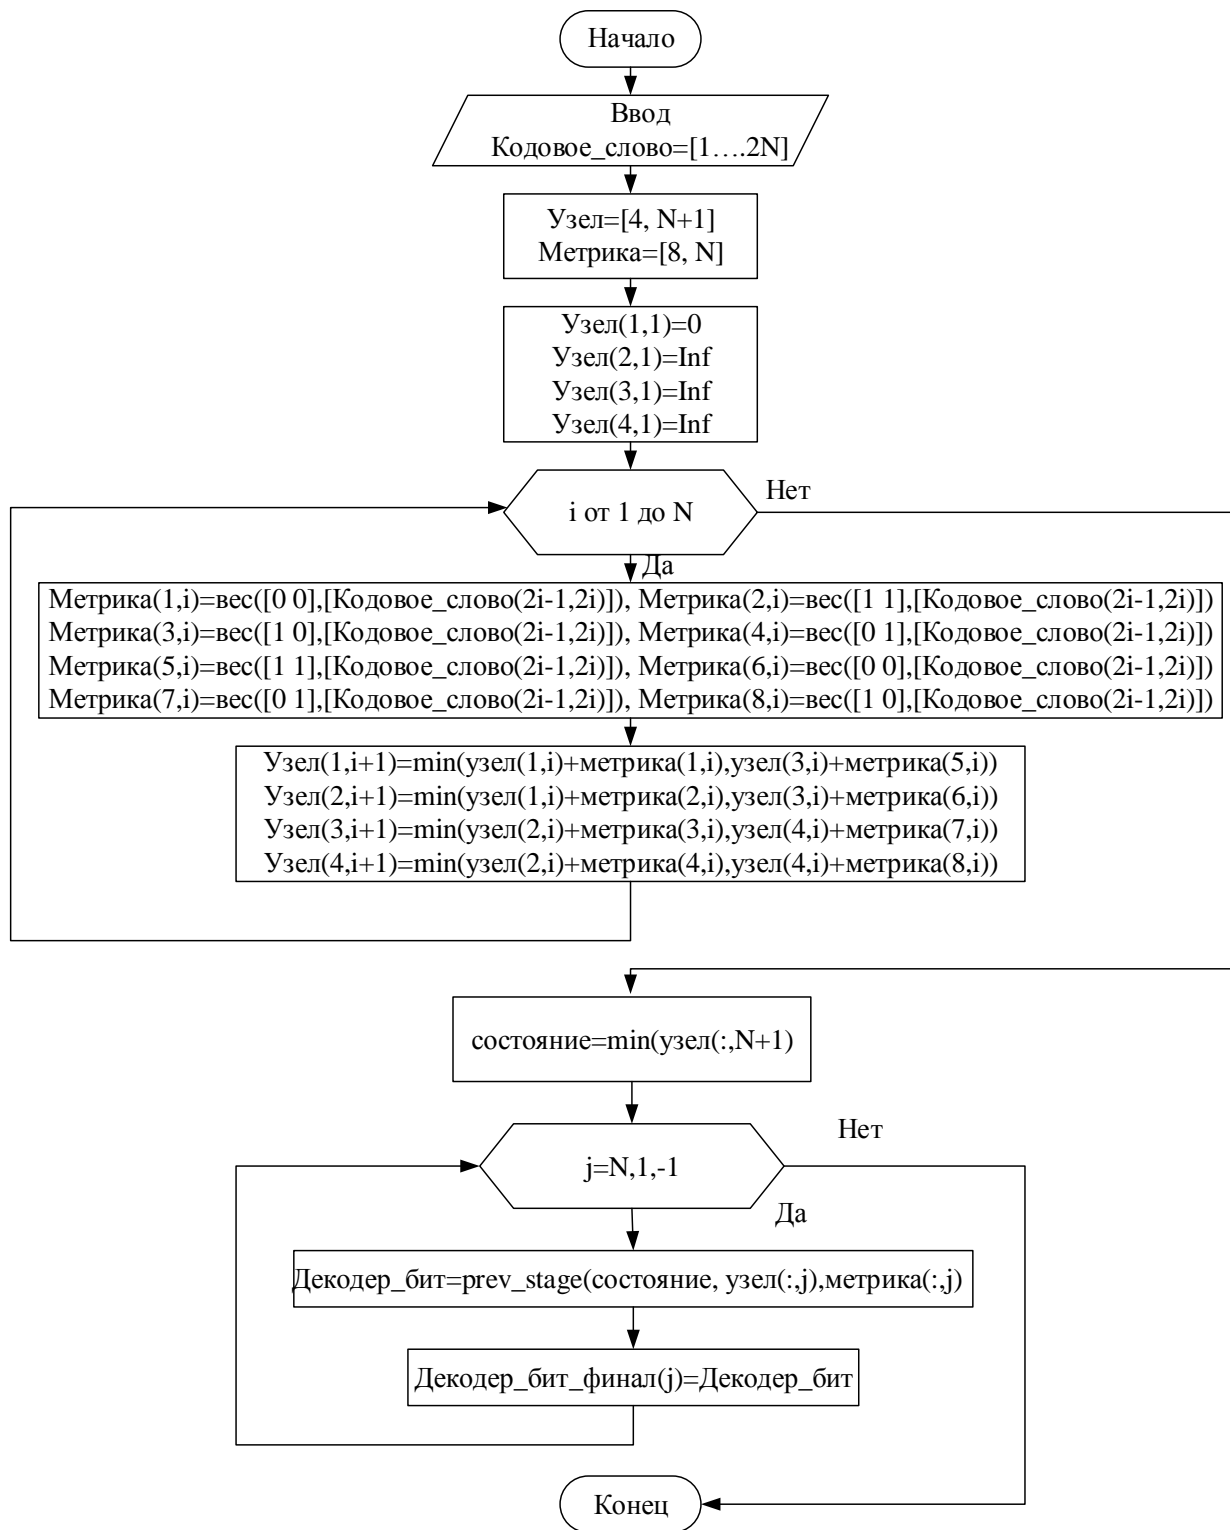 Начало
Ввод
Кодовое_слово=[1….2N]
Узел=[4, N+1]
Метрика=[8, N]
Узел(1,1)=0
Узел(2,1)=Inf
Узел(3,1)=Inf
Узел(4,1)=Inf
Нет
i от 1 до N
Да
Метрика(1,i)=вес([0 0],[Кодовое_слово(2i-1,2i)]), Метрика(2,i)=вес([1 1],[Кодовое_слово(2i-1,2i)])
Метрика(3,i)=вес([1 0],[Кодовое_слово(2i-1,2i)]), Метрика(4,i)=вес([0 1],[Кодовое_слово(2i-1,2i)])
Метрика(5,i)=вес([1 1],[Кодовое_слово(2i-1,2i)]), Метрика(6,i)=вес([0 0],[Кодовое_слово(2i-1,2i)])
Метрика(7,i)=вес([0 1],[Кодовое_слово(2i-1,2i)]), Метрика(8,i)=вес([1 0],[Кодовое_слово(2i-1,2i)])
Узел(1,i+1)=min(узел(1,i)+метрика(1,i),узел(3,i)+метрика(5,i))
Узел(2,i+1)=min(узел(1,i)+метрика(2,i),узел(3,i)+метрика(6,i))
Узел(3,i+1)=min(узел(2,i)+метрика(3,i),узел(4,i)+метрика(7,i))
Узел(4,i+1)=min(узел(2,i)+метрика(4,i),узел(4,i)+метрика(8,i))
состояние=min(узел(:,N+1)
Нет
j=N,1,-1
Да
Декодер_бит=prev_stage(состояние, узел(:,j),метрика(:,j)
Декодер_бит_финал(j)=Декодер_бит
Конец